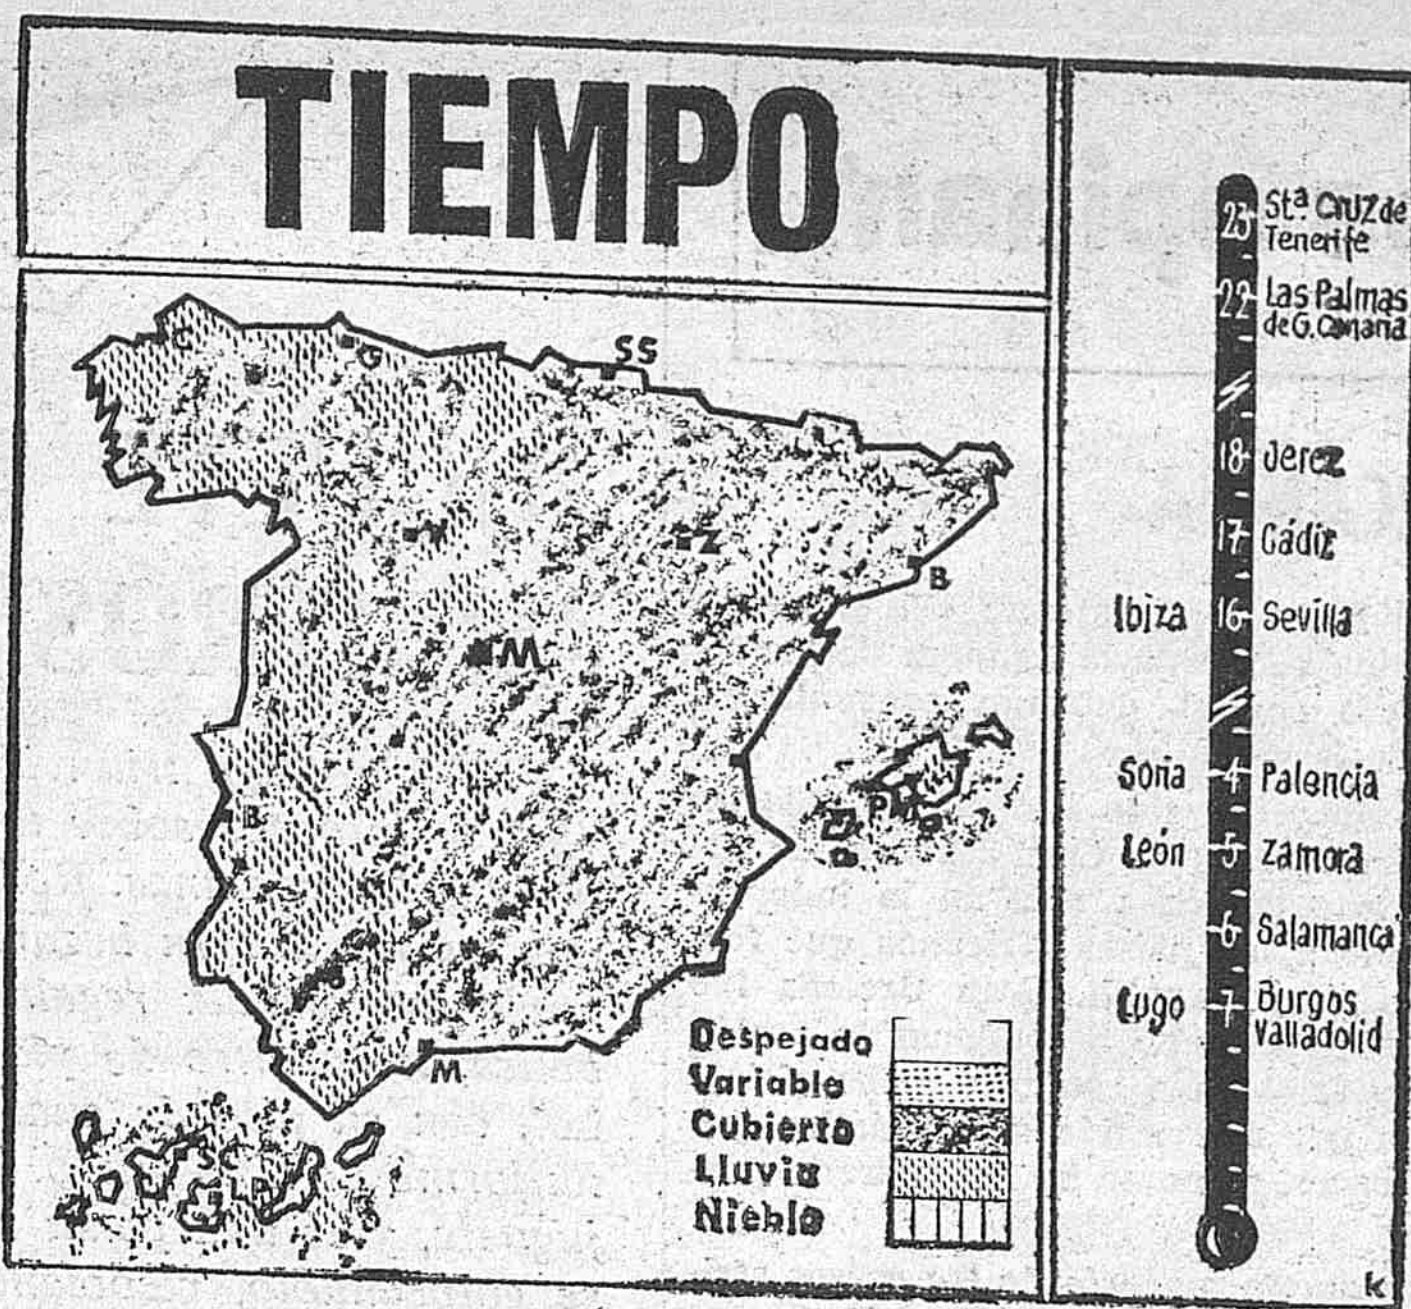 TIEMPO
C
G
SS
V
Z
B
M
B
P
M
SC
LP
Despejado
Variable
Cubierto
Lluvia
Niebla
23 Stª Cruz de
Tenerife
22 Las Palmas
de G. Canaria
18 Jerez
17 Cádiz
Ibiza 16 Sevilla
Soria -4 Palencia
León -5 Zamora
-6 Salamanca
Lugo -7 Burgos
Valladolid
K